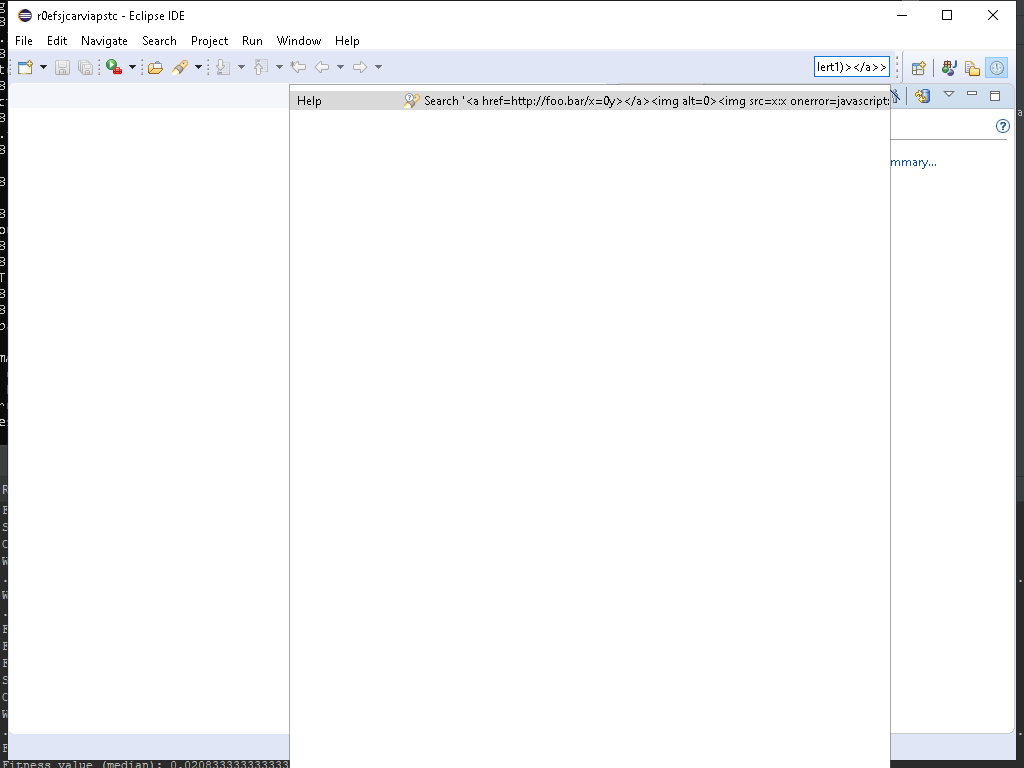 r0efsjcarviapstc - Eclipse IDE
File Edit Navigate Search Project Run Window Help
lert1)></a>>
Help Search '<a href=http://foo.bar/x=0y></a><img alt=0><img src=x:x onerror=javascript:
mmary...
Fitness value (median): 0.020833333333333